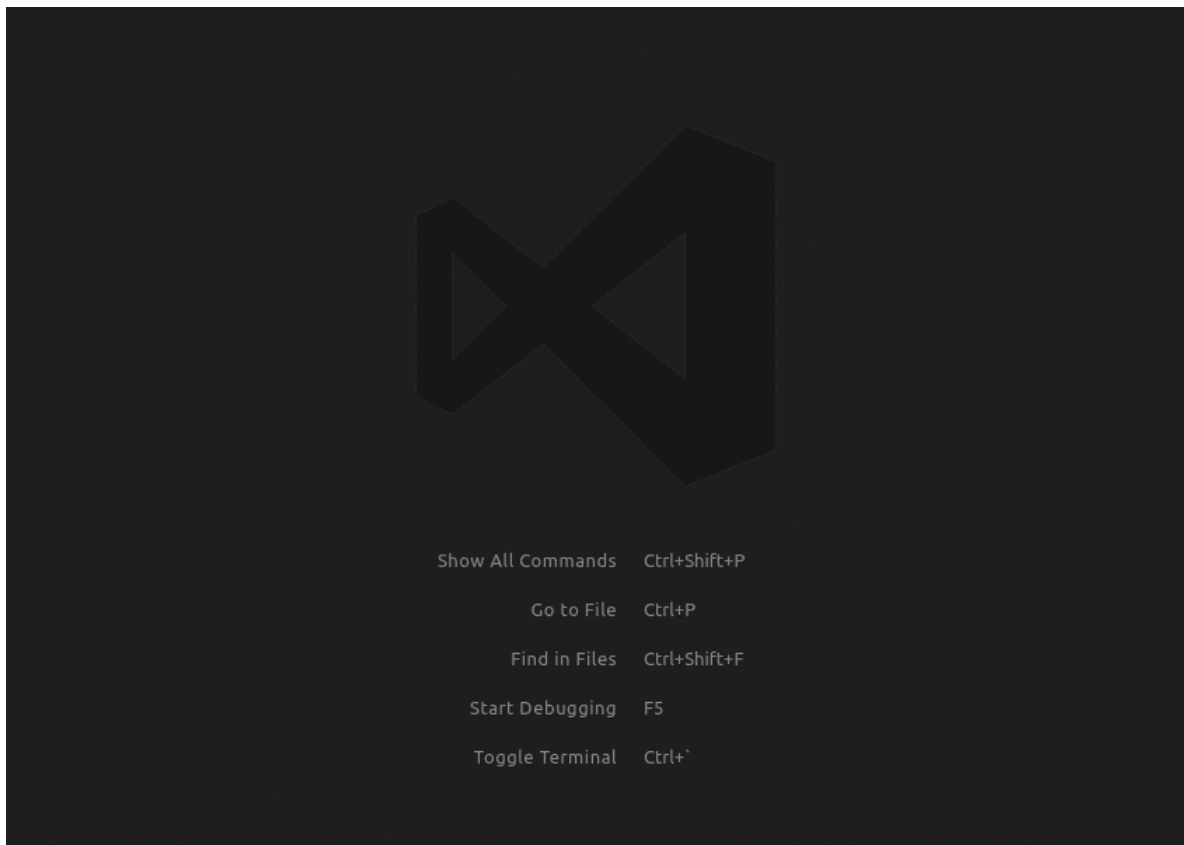 Show All Commands Ctrl+Shift+P
Go to File Ctrl+P
Find in Files Ctrl+Shift+F
Start Debugging F5
Toggle Terminal Ctrl+`